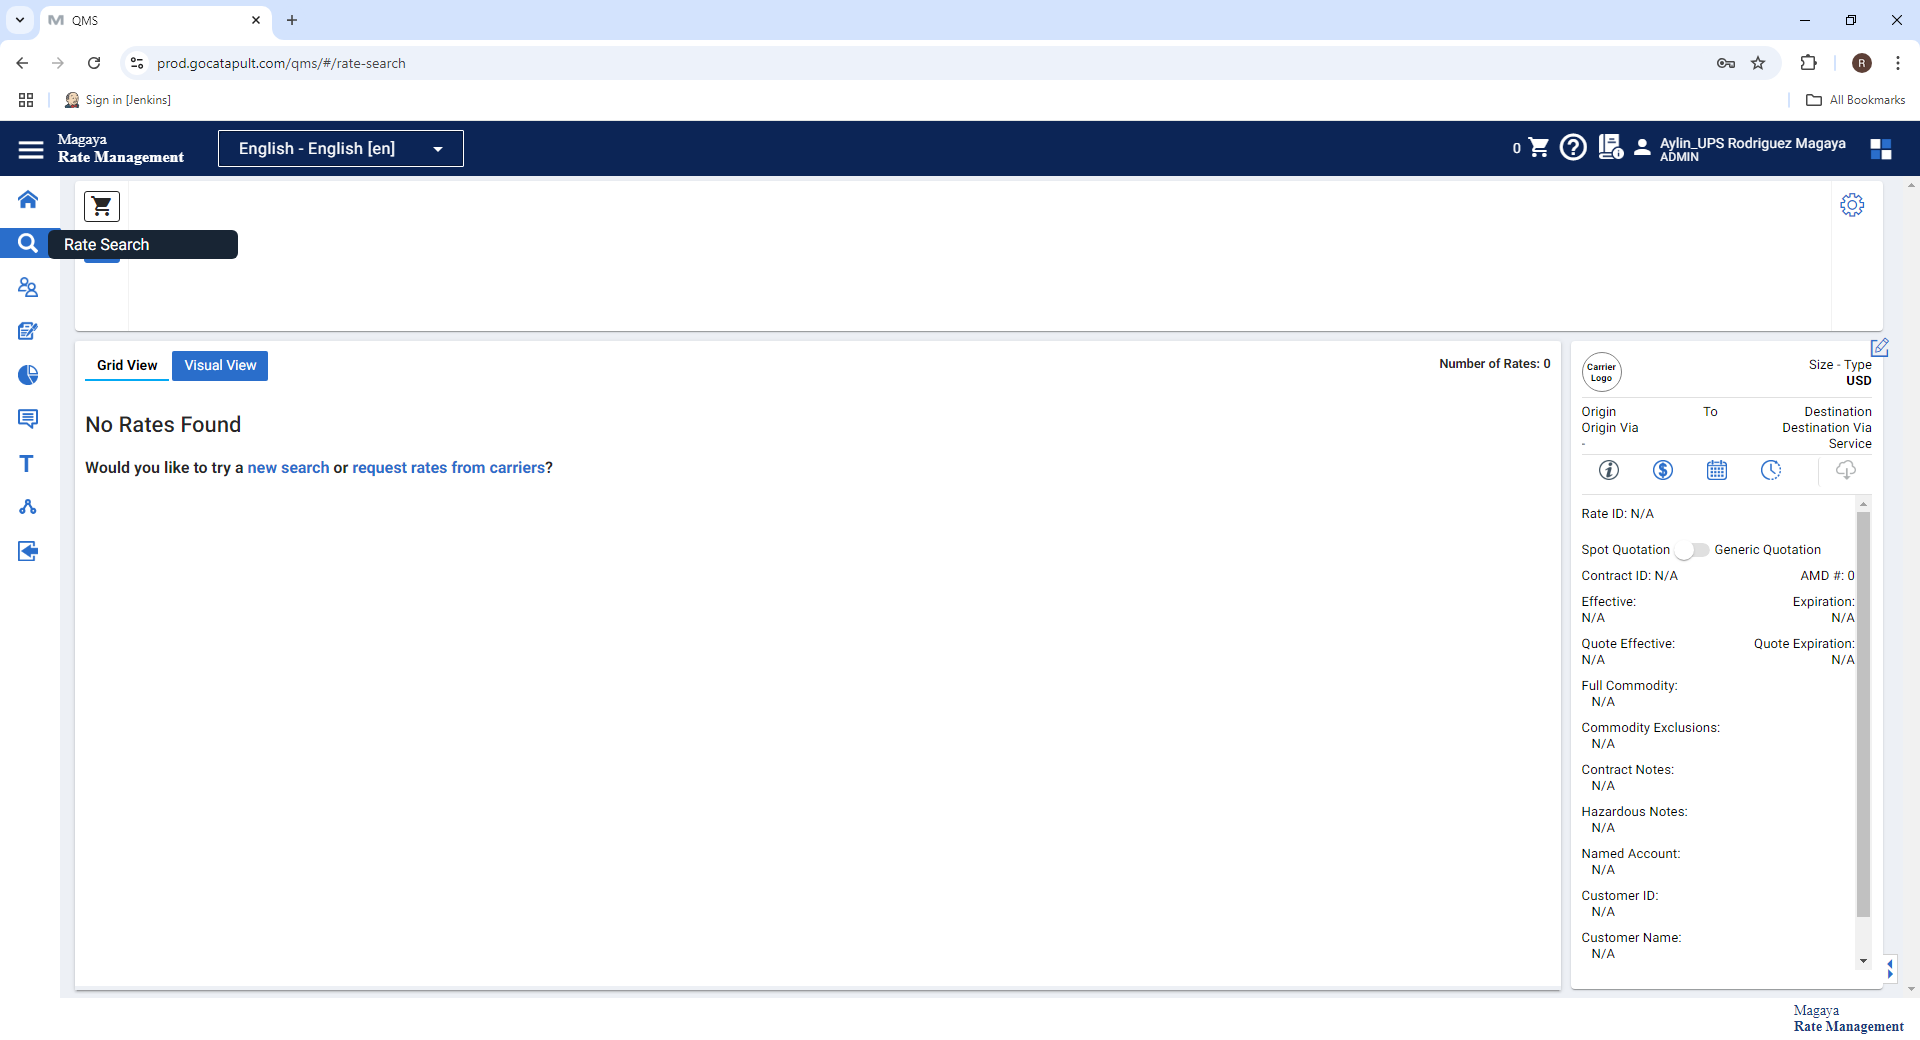 QMS
prod.gocatapult.com/qms/#/rate-search
R
Sign in [Jenkins]
All Bookmarks
Magaya
Rate Management
English - English [en]
0
Aylin_UPS Rodriguez Magaya
ADMIN
Rate Search
Grid View
Visual View
Number of Rates: 0
No Rates Found
Would you like to try a new search or request rates from carriers?
Carrier
Logo
Size - Type
USD
Origin To Destination
Origin Via Destination Via
- Service
Rate ID: N/A
Spot Quotation Generic Quotation
Contract ID: N/A AMD #: 0
Effective: Expiration:
N/A N/A
Quote Effective: Quote Expiration:
N/A N/A
Full Commodity:
N/A
Commodity Exclusions:
N/A
Contract Notes:
N/A
Hazardous Notes:
N/A
Named Account:
N/A
Customer ID:
N/A
Customer Name:
N/A
Magaya
Rate Management